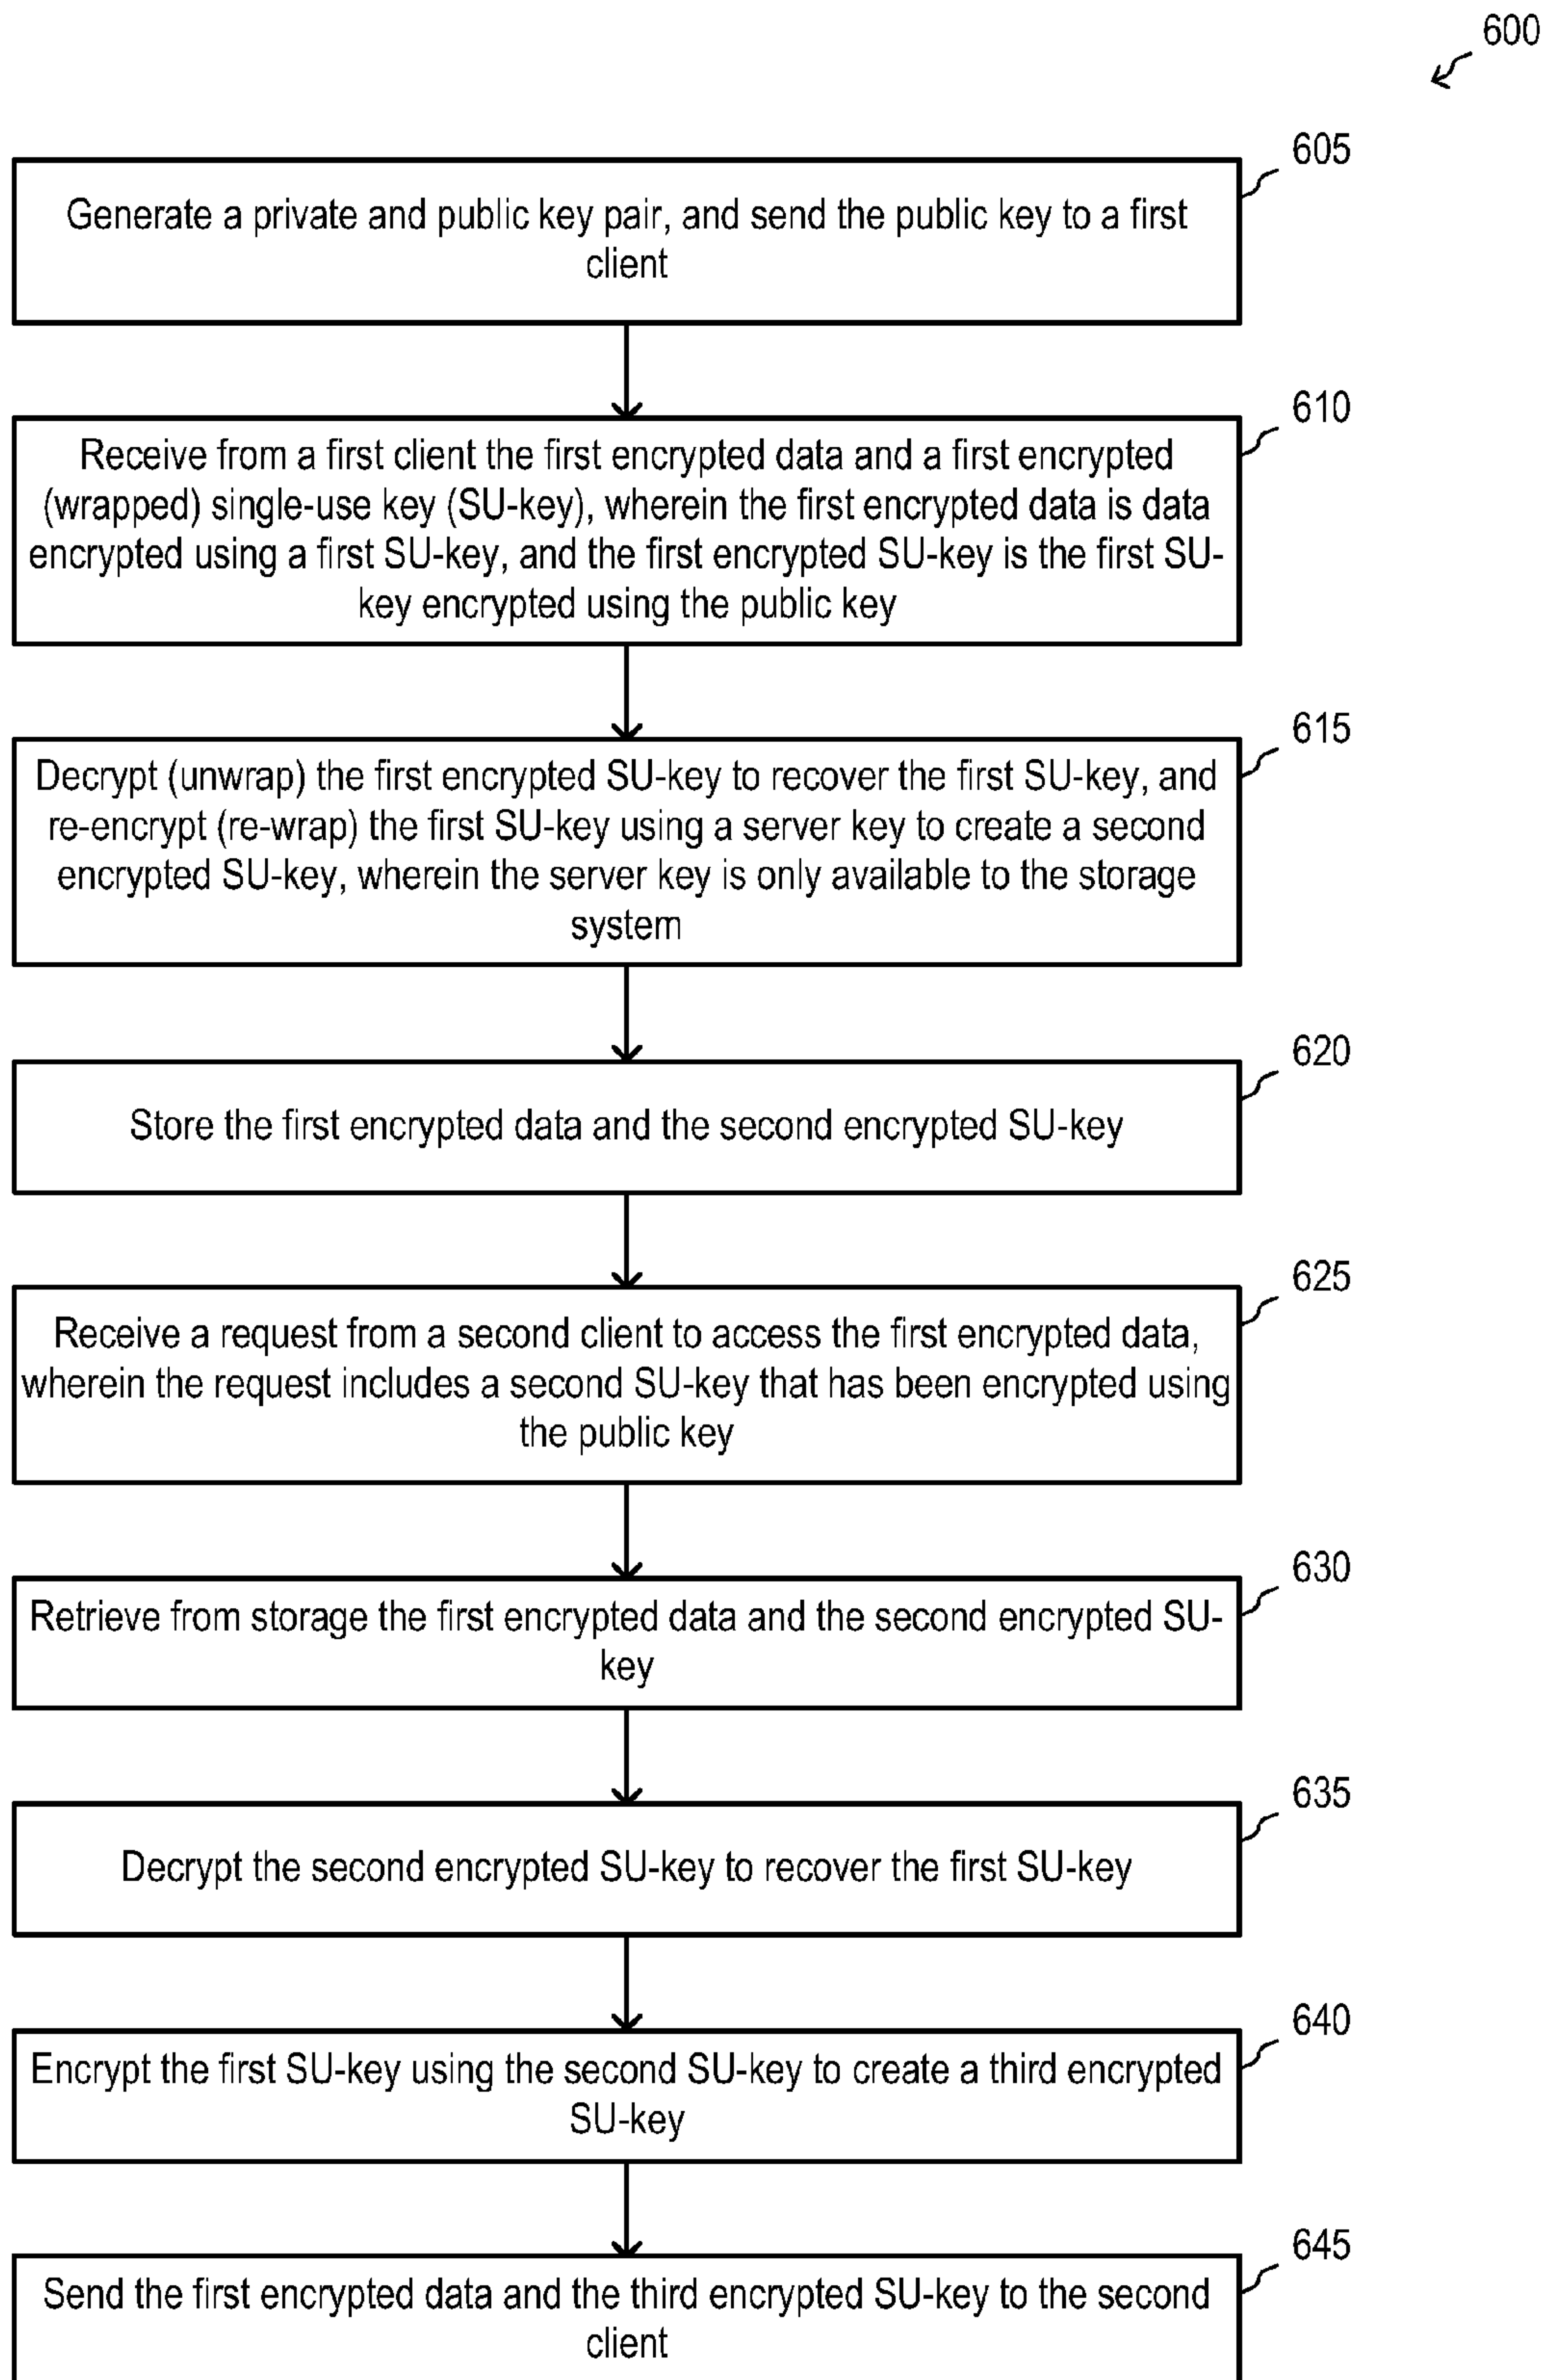 600
605
Generate a private and public key pair, and send the public key to a first
client
610
Receive from a first client the first encrypted data and a first encrypted
(wrapped) single-use key (SU-key), wherein the first encrypted data is data
encrypted using a first SU-key, and the first encrypted SU-key is the first SU-
key encrypted using the public key
615
Decrypt (unwrap) the first encrypted SU-key to recover the first SU-key, and
re-encrypt (re-wrap) the first SU-key using a server key to create a second
encrypted SU-key, wherein the server key is only available to the storage
system
620
Store the first encrypted data and the second encrypted SU-key
625
Receive a request from a second client to access the first encrypted data,
wherein the request includes a second SU-key that has been encrypted using
the public key
630
Retrieve from storage the first encrypted data and the second encrypted SU-
key
635
Decrypt the second encrypted SU-key to recover the first SU-key
640
Encrypt the first SU-key using the second SU-key to create a third encrypted
SU-key
645
Send the first encrypted data and the third encrypted SU-key to the second
client